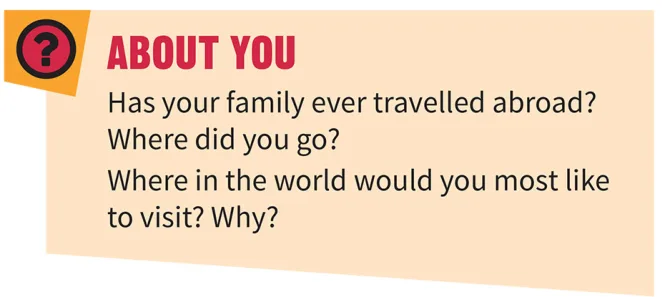 ?
ABOUT YOU
Has your family ever travelled abroad?
Where did you go?
Where in the world would you most like
to visit? Why?